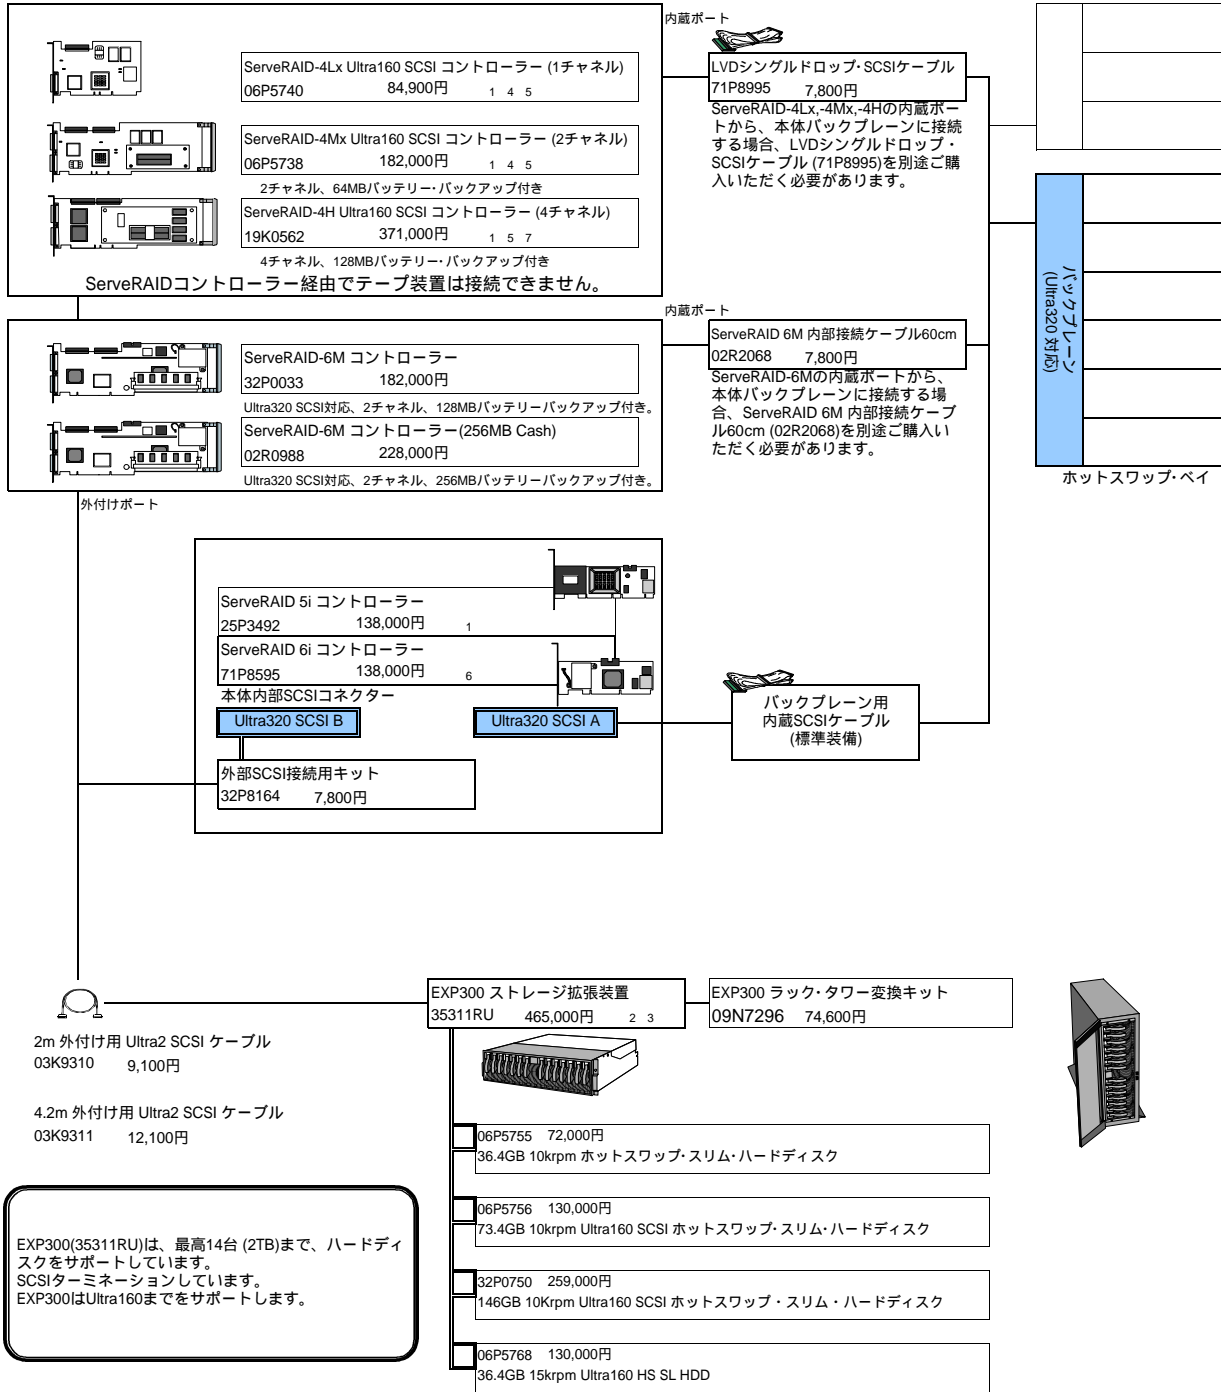 内蔵ポート
ServeRAID-4Lx Ultra160 SCSI コントローラー (1チャネル)
06P5740 84,900円 1 4 5
ServeRAID-4Mx Ultra160 SCSI コントローラー (2チャネル)
06P5738 182,000円 1 4 5
2チャネル、64MBバッテリー・バックアップ付き
ServeRAID-4H Ultra160 SCSI コントローラー (4チャネル)
19K0562 371,000円 1 5 7
4チャネル、128MBバッテリー・バックアップ付き
ServeRAIDコントローラー経由でテープ装置は接続できません。
LVDシングルドロップ・SCSIケーブル
71P8995 7,800円
ServeRAID-4Lx,-4Mx,-4Hの内蔵ポー
トから、本体バックプレーンに接続
する場合、LVDシングルドロップ・
SCSIケーブル (71P8995)を別途ご購
入いただく必要があります。
バックプレーン
(Ultra320 対応)
ホットスワップ・ベイ
内蔵ポート
ServeRAID-6M コントローラー
32P0033 182,000円
Ultra320 SCSI対応、2チャネル、128MBバッテリーバックアップ付き。
ServeRAID-6M コントローラー(256MB Cash)
02R0988 228,000円
Ultra320 SCSI対応、2チャネル、256MBバッテリーバックアップ付き。
ServeRAID 6M 内部接続ケーブル60cm
02R2068 7,800円
ServeRAID-6Mの内蔵ポートから、
本体バックプレーンに接続する場
合、ServeRAID 6M 内部接続ケーブ
ル60cm (02R2068)を別途ご購入い
ただく必要があります。
外付けポート
ServeRAID 5i コントローラー
25P3492 138,000円 1
ServeRAID 6i コントローラー
71P8595 138,000円 6
本体内部SCSIコネクター
Ultra320 SCSI B
Ultra320 SCSI A
バックプレーン用
内蔵SCSIケーブル
(標準装備)
外部SCSI接続用キット
32P8164 7,800円
EXP300 ストレージ拡張装置
35311RU 465,000円 2 3
EXP300 ラック・タワー変換キット
09N7296 74,600円
2m 外付け用 Ultra2 SCSI ケーブル
03K9310 9,100円
4.2m 外付け用 Ultra2 SCSI ケーブル
03K9311 12,100円
06P5755 72,000円
36.4GB 10krpm ホットスワップ・スリム・ハードディスク
06P5756 130,000円
73.4GB 10krpm Ultra160 SCSI ホットスワップ・スリム・ハードディスク
32P0750 259,000円
146GB 10Krpm Ultra160 SCSI ホットスワップ・スリム・ハードディスク
06P5768 130,000円
36.4GB 15krpm Ultra160 HS SL HDD
EXP300(35311RU)は、最高14台 (2TB)まで、ハードディ
スクをサポートしています。
SCSIターミネーションしています。
EXP300はUltra160までをサポートします。